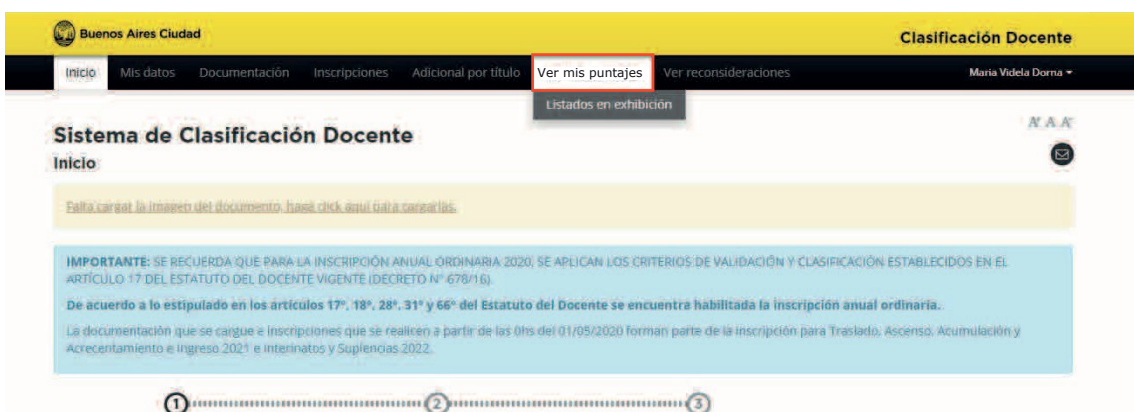 Buenos Aires Ciudad
Clasificación Docente
Inicio Mis datos Documentación Inscripciones Adicional por título Ver mis puntajes Ver reconsideraciones María Videla Dorna
Listados en exhibición
Sistema de Clasificación Docente
A A A
Inicio
Falta cargar la imagen del documento, hacé click aquí para cargarlas.
IMPORTANTE: SE RECUERDA QUE PARA LA INSCRIPCIÓN ANUAL ORDINARIA 2020, SE APLICAN LOS CRITERIOS DE VALIDACIÓN Y CLASIFICACIÓN ESTABLECIDOS EN EL
ARTÍCULO 17 DEL ESTATUTO DEL DOCENTE VIGENTE (DECRETO N° 678/16).
De acuerdo a lo estipulado en los artículos 17°, 18°, 28°, 31° y 66° del Estatuto del Docente se encuentra habilitada la inscripción anual ordinaria.
La documentación que se cargue e inscripciones que se realicen a partir de las 0hs del 01/05/2020 forman parte de la inscripción para Traslado, Ascenso, Acumulación y
Acrecentamiento e Ingreso 2021 e Interinatos y Suplencias 2022.
1 2 3